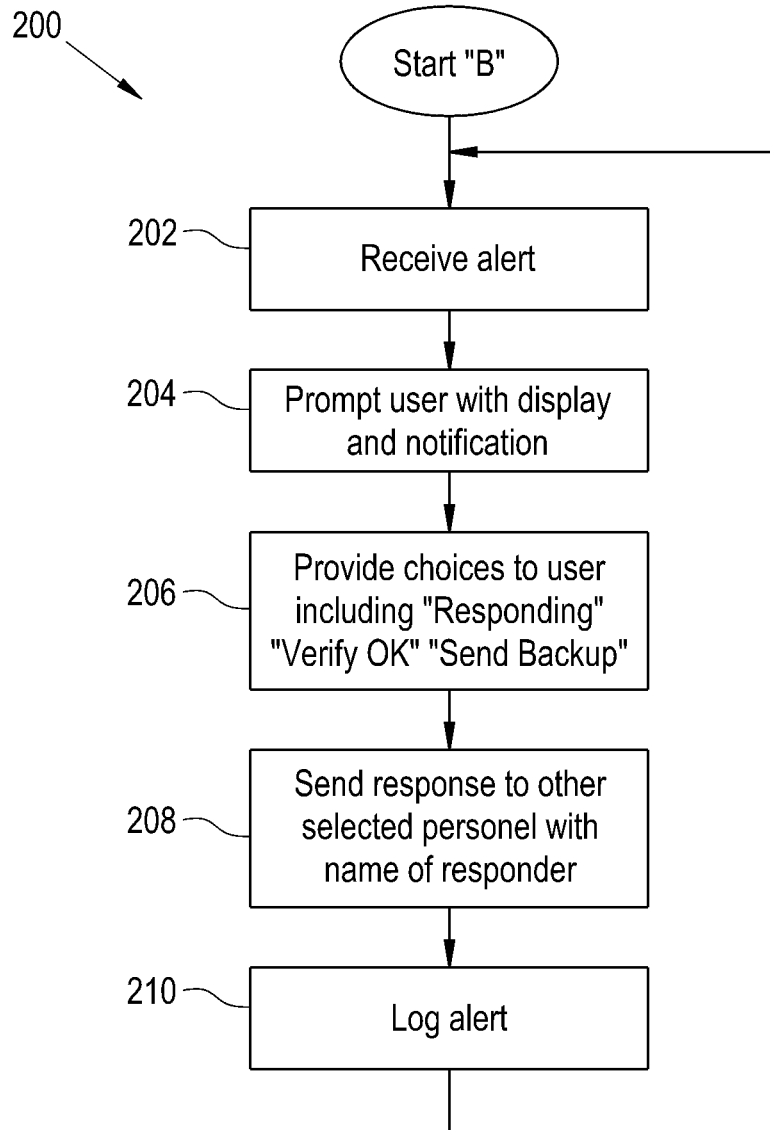 200
Start "B"
202
Receive alert
204
Prompt user with display
and notification
206
Provide choices to user
including "Responding"
"Verify OK" "Send Backup"
208
Send response to other
selected personel with
name of responder
210
Log alert